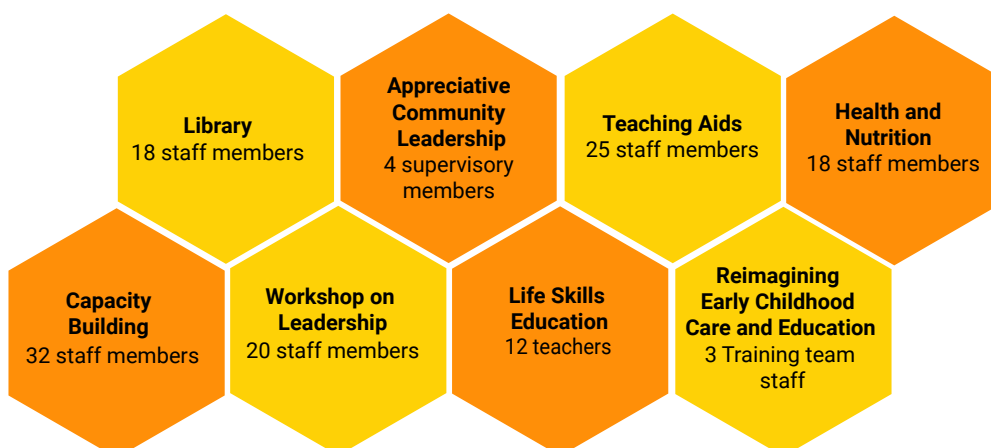 Library
18 staff members
Appreciative
Community
Leadership
4 supervisory
members
Teaching Aids
25 staff members
Health and
Nutrition
18 staff members
Capacity
Building
32 staff members
Workshop on
Leadership
20 staff members
Life Skills
Education
12 teachers
Reimagining
Early Childhood
Care and Education
3 Training team
staff